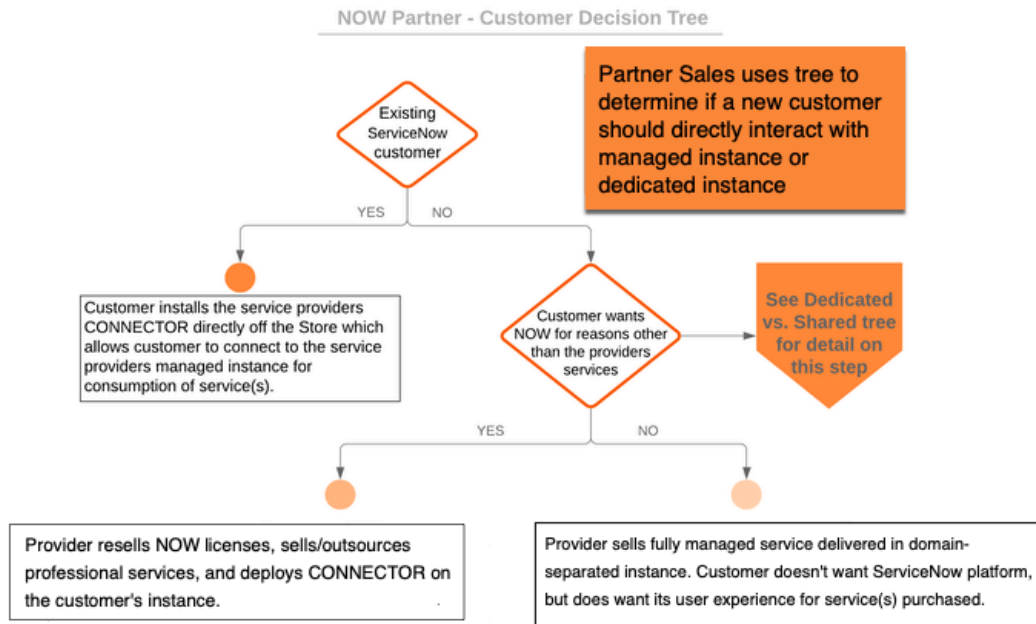 NOW Partner - Customer Decision Tree
Partner Sales uses tree to
determine if a new customer
should directly interact with
managed instance or
dedicated instance
Existing
ServiceNow
customer
YES
NO
Customer installs the service providers
CONNECTOR directly off the Store which
allows customer to connect to the service
providers managed instance for
consumption of service(s).
Customer wants
NOW for reasons other
than the providers
services
See Dedicated
vs. Shared tree
for detail on
this step
YES
NO
Provider resells NOW licenses, sells/outsources
professional services, and deploys CONNECTOR on
the customer's instance.
Provider sells fully managed service delivered in domain-
separated instance. Customer doesn't want ServiceNow platform,
but does want its user experience for service(s) purchased.